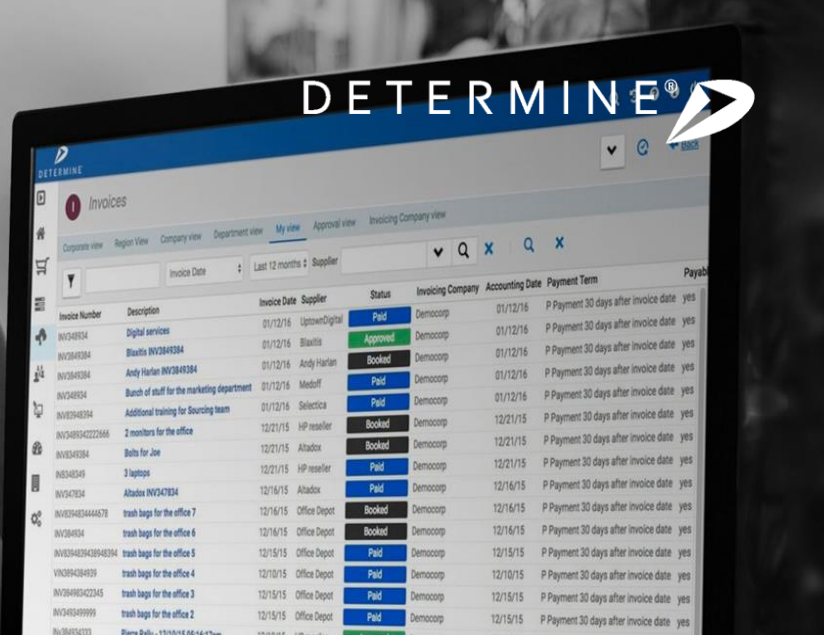 DETERMINE®
DETERMINE
Back
I Invoices
Corporate view Region View Company view Department view My view Approval view Invoicing Company view
Invoice Date Last 12 months Supplier
Invoice Number Description Invoice Date Supplier Status Invoicing Company Accounting Date Payment Term Payabl
INV348934 Digital services 01/12/16 UptownDigital Paid Democorp 01/12/16 P Payment 30 days after invoice date yes
INV3849384 Blaxitis INV3849384 01/12/16 Blaxitis Approved Democorp 01/12/16 P Payment 30 days after invoice date yes
INV3849384 Andy Harlan INV3849384 01/12/16 Andy Harlan Booked Democorp 01/12/16 P Payment 30 days after invoice date yes
INV348934 Bunch of stuff for the marketing department 01/12/16 Medoff Paid Democorp 01/12/16 P Payment 30 days after invoice date yes
INV83948394 Additional training for Sourcing team 01/12/16 Selectica Paid Democorp 01/12/16 P Payment 30 days after invoice date yes
INV3489342222666 2 monitors for the office 12/21/15 HP reseller Booked Democorp 12/21/15 P Payment 30 days after invoice date yes
INV8349384 Bolts for Joe 12/21/15 Altadox Booked Democorp 12/21/15 P Payment 30 days after invoice date yes
INB348349 3 laptops 12/21/15 HP reseller Paid Democorp 12/21/15 P Payment 30 days after invoice date yes
INV347834 Altadox INV347834 12/16/15 Altadox Paid Democorp 12/16/15 P Payment 30 days after invoice date yes
INV8394834444678 trash bags for the office 7 12/16/15 Office Depot Booked Democorp 12/16/15 P Payment 30 days after invoice date yes
INV384934 trash bags for the office 6 12/16/15 Office Depot Booked Democorp 12/16/15 P Payment 30 days after invoice date yes
INV8394839438948394 trash bags for the office 5 12/15/15 Office Depot Paid Democorp 12/15/15 P Payment 30 days after invoice date yes
VIN3894384939 trash bags for the office 4 12/10/15 Office Depot Paid Democorp 12/10/15 P Payment 30 days after invoice date yes
INV384983422345 trash bags for the office 3 12/15/15 Office Depot Paid Democorp 12/15/15 P Payment 30 days after invoice date yes
INV3493499999 trash bags for the office 2 12/15/15 Office Depot Paid Democorp 12/15/15 P Payment 30 days after invoice date yes